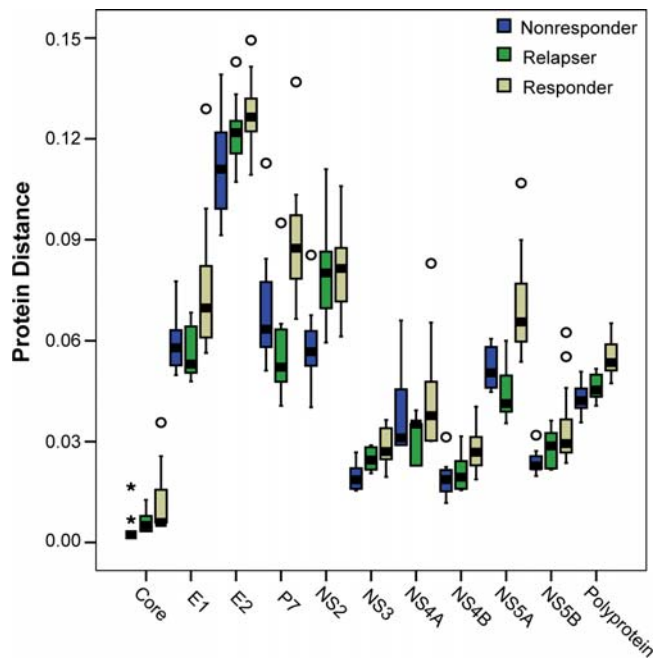 Protein Distance
0.15
0.12
0.09
0.06
0.03
0.00
Nonresponder
Relapser
Responder
Core
E1
E2
P7
NS2
NS3
NS4A
NS4B
NS5A
NS5B
Polyprotein